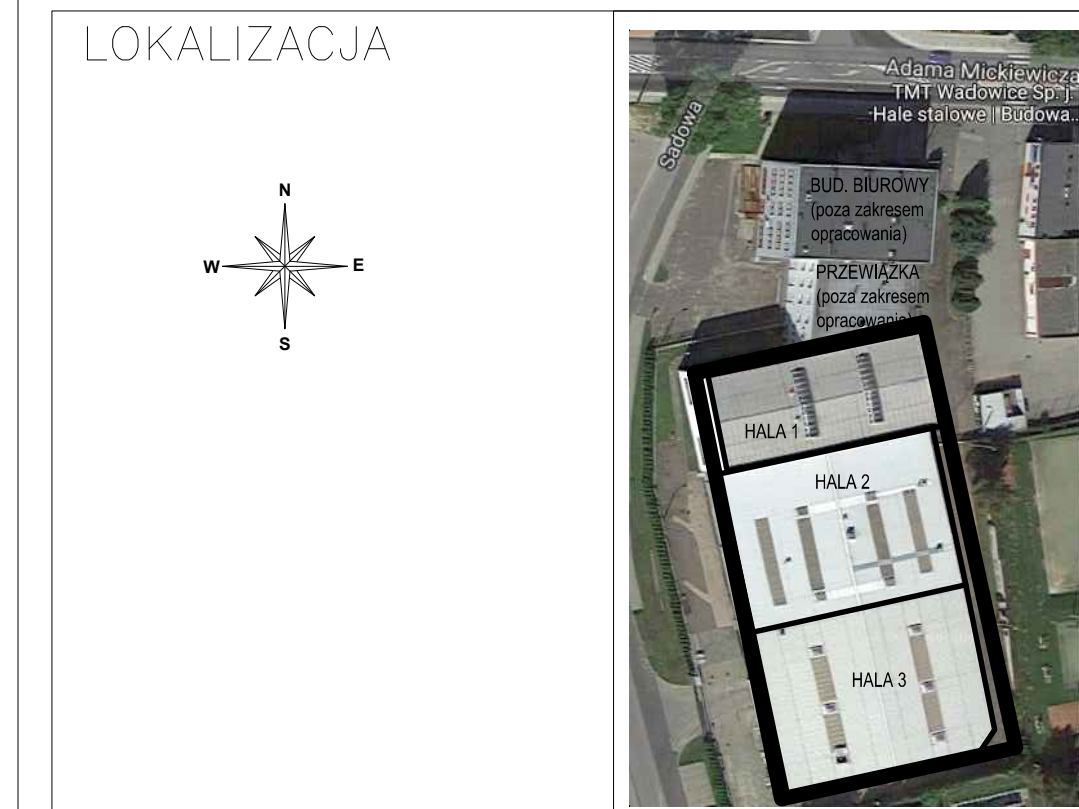 LOKALIZACJA
N
W
E
S
Adama Mickiewicza
TMT Wadowice Sp. j.
Hale stalowe | Budowa...
Sadowa
BUD. BIUROWY
(poza zakresem
opracowania)
PRZEWIĄZKA
(poza zakresem
opracowania)
HALA 1
HALA 2
HALA 3